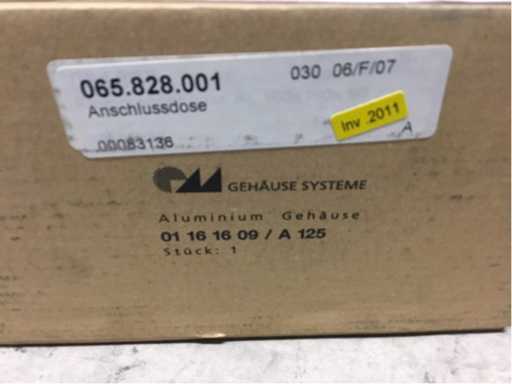 065.828.001 030 06/F/07
Anschlussdose
Inv .2011
00083136 A
GEHÄUSE SYSTEME
Aluminium Gehäuse
01 16 16 09 / A 125
Stück: 1